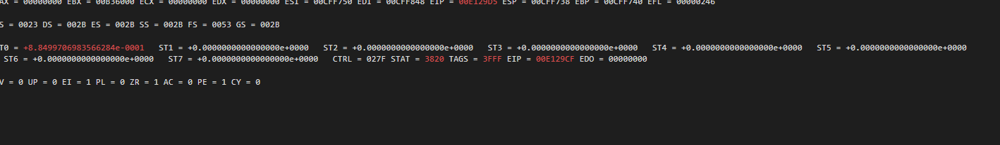 AX = 00000000 EBX = 00B36000 ECX = 00000000 EDX = 00000000 ESI = 00CFF750 EDI = 00CFF848 EIP = 00E129D5 ESP = 00CFF738 EBP = 00CFF740 EFL = 00000246
S = 0023 DS = 002B ES = 002B SS = 002B FS = 0053 GS = 002B
T0 = +8.8499706983566284e-0001 ST1 = +0.0000000000000000e+0000 ST2 = +0.0000000000000000e+0000 ST3 = +0.0000000000000000e+0000 ST4 = +0.0000000000000000e+0000 ST5 = +0.0000000000000000e+0000
ST6 = +0.0000000000000000e+0000 ST7 = +0.0000000000000000e+0000 CTRL = 027F STAT = 3820 TAGS = 3FFF EIP = 00E129CF EDO = 00000000
V = 0 UP = 0 EI = 1 PL = 0 ZR = 1 AC = 0 PE = 1 CY = 0